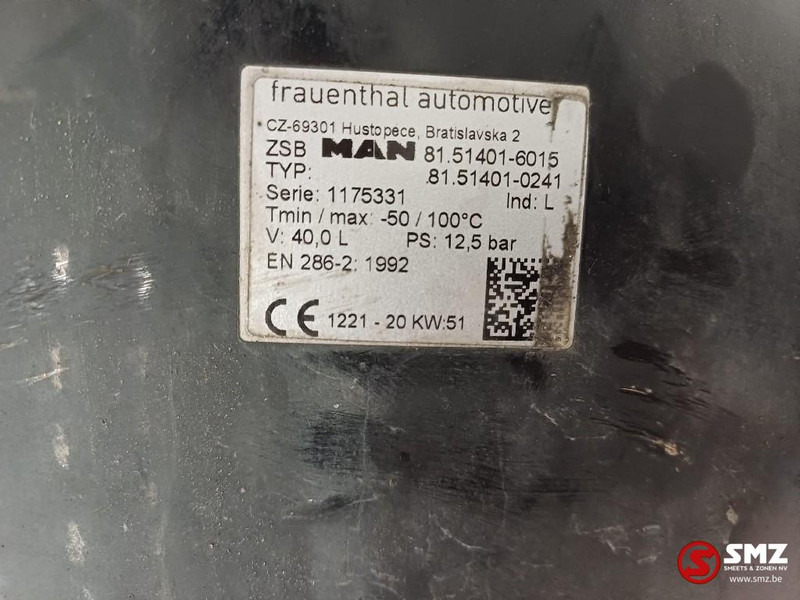 frauenthal automotive
CZ-69301 Hustopece, Bratislavska 2
ZSB MAN 81.51401-6015
TYP: 81.51401-0241
Serie: 1175331 Ind: L
Tmin / max: -50 / 100°C
V: 40,0 L PS: 12,5 bar
EN 286-2: 1992
CE 1221 - 20 KW:51
SMZ
SMEETS & ZONEN NV
www.smz.be